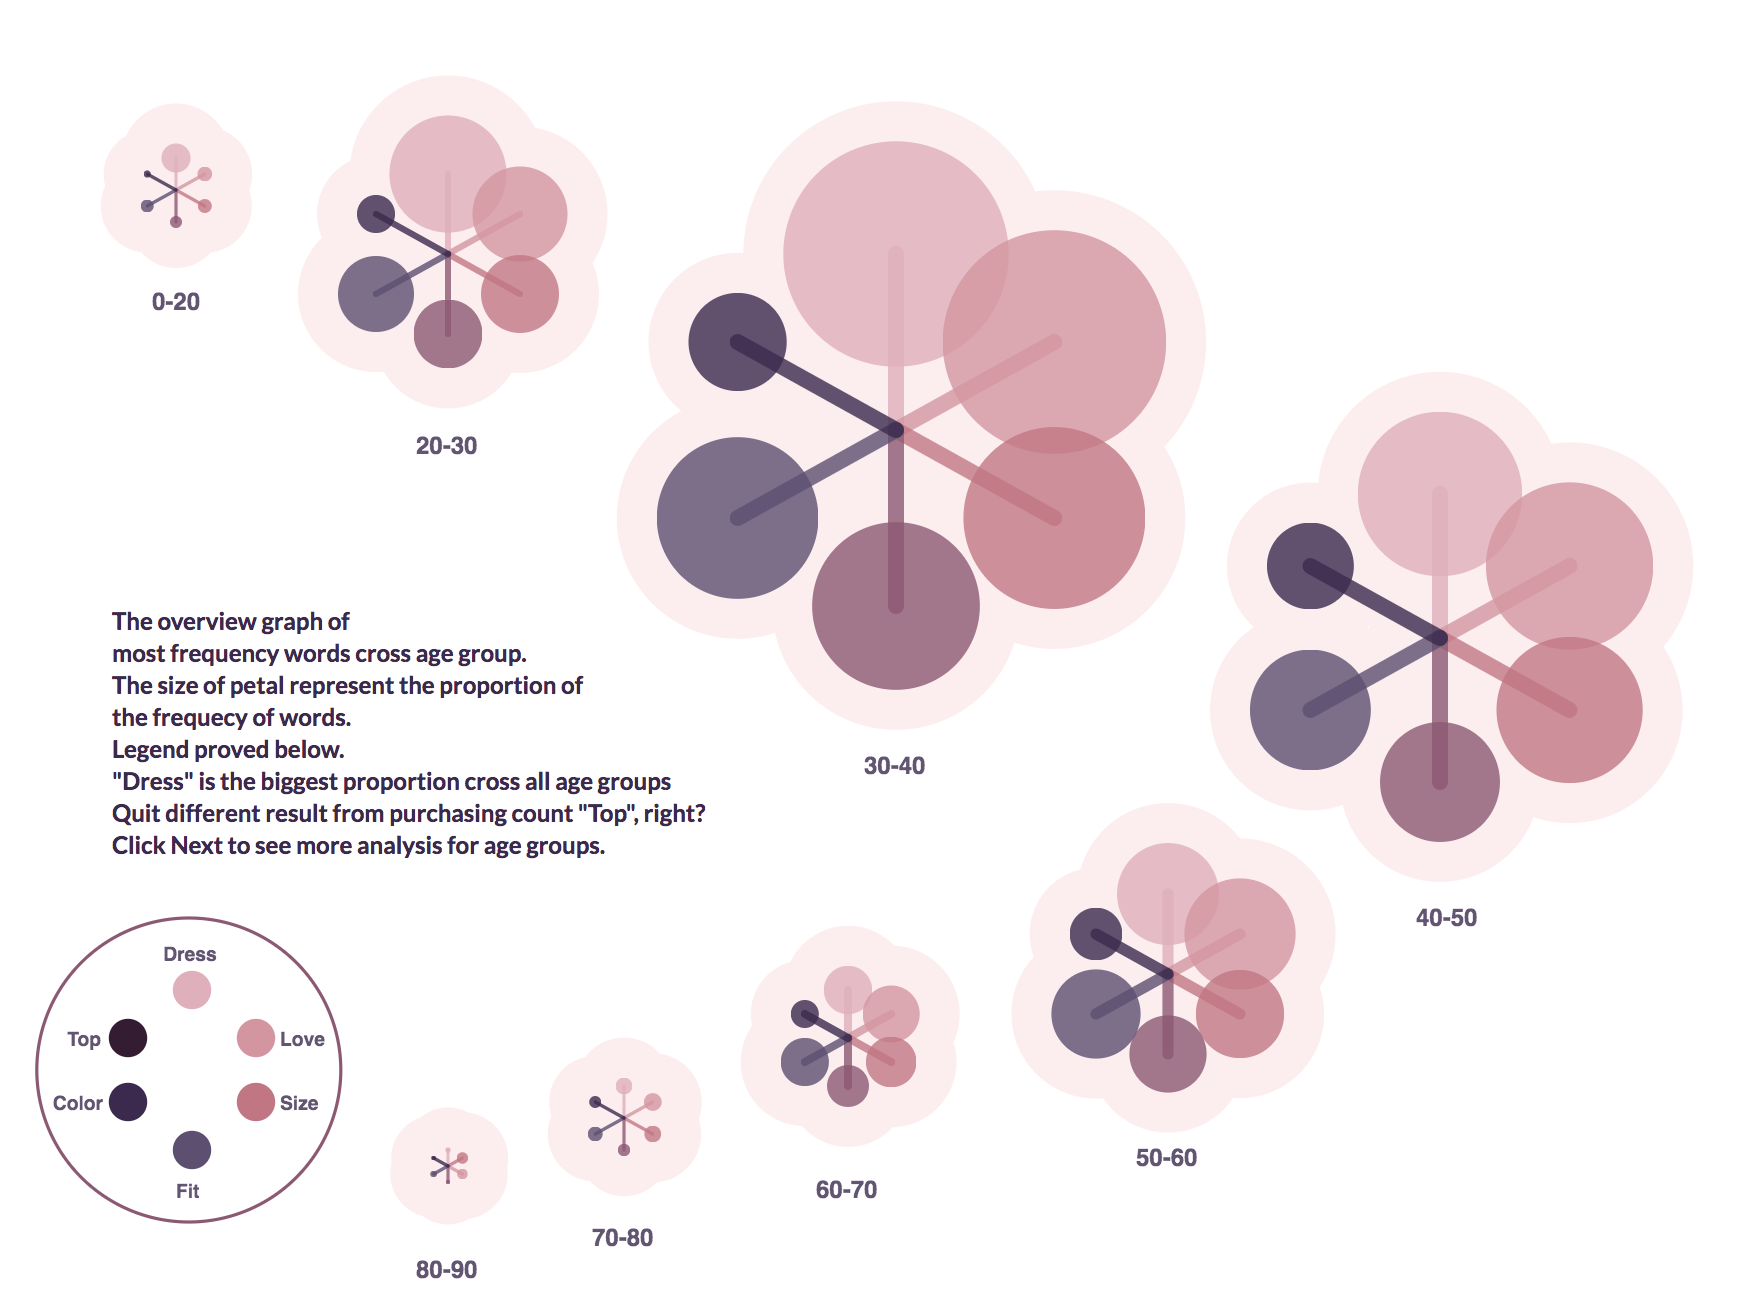 0-20
20-30
30-40
40-50
The overview graph of
most frequency words cross age group.
The size of petal represent the proportion of
the frequecy of words.
Legend proved below.
"Dress" is the biggest proportion cross all age groups
Quit different result from purchasing count "Top", right?
Click Next to see more analysis for age groups.
Dress
Top
Love
Color
Size
Fit
50-60
60-70
70-80
80-90